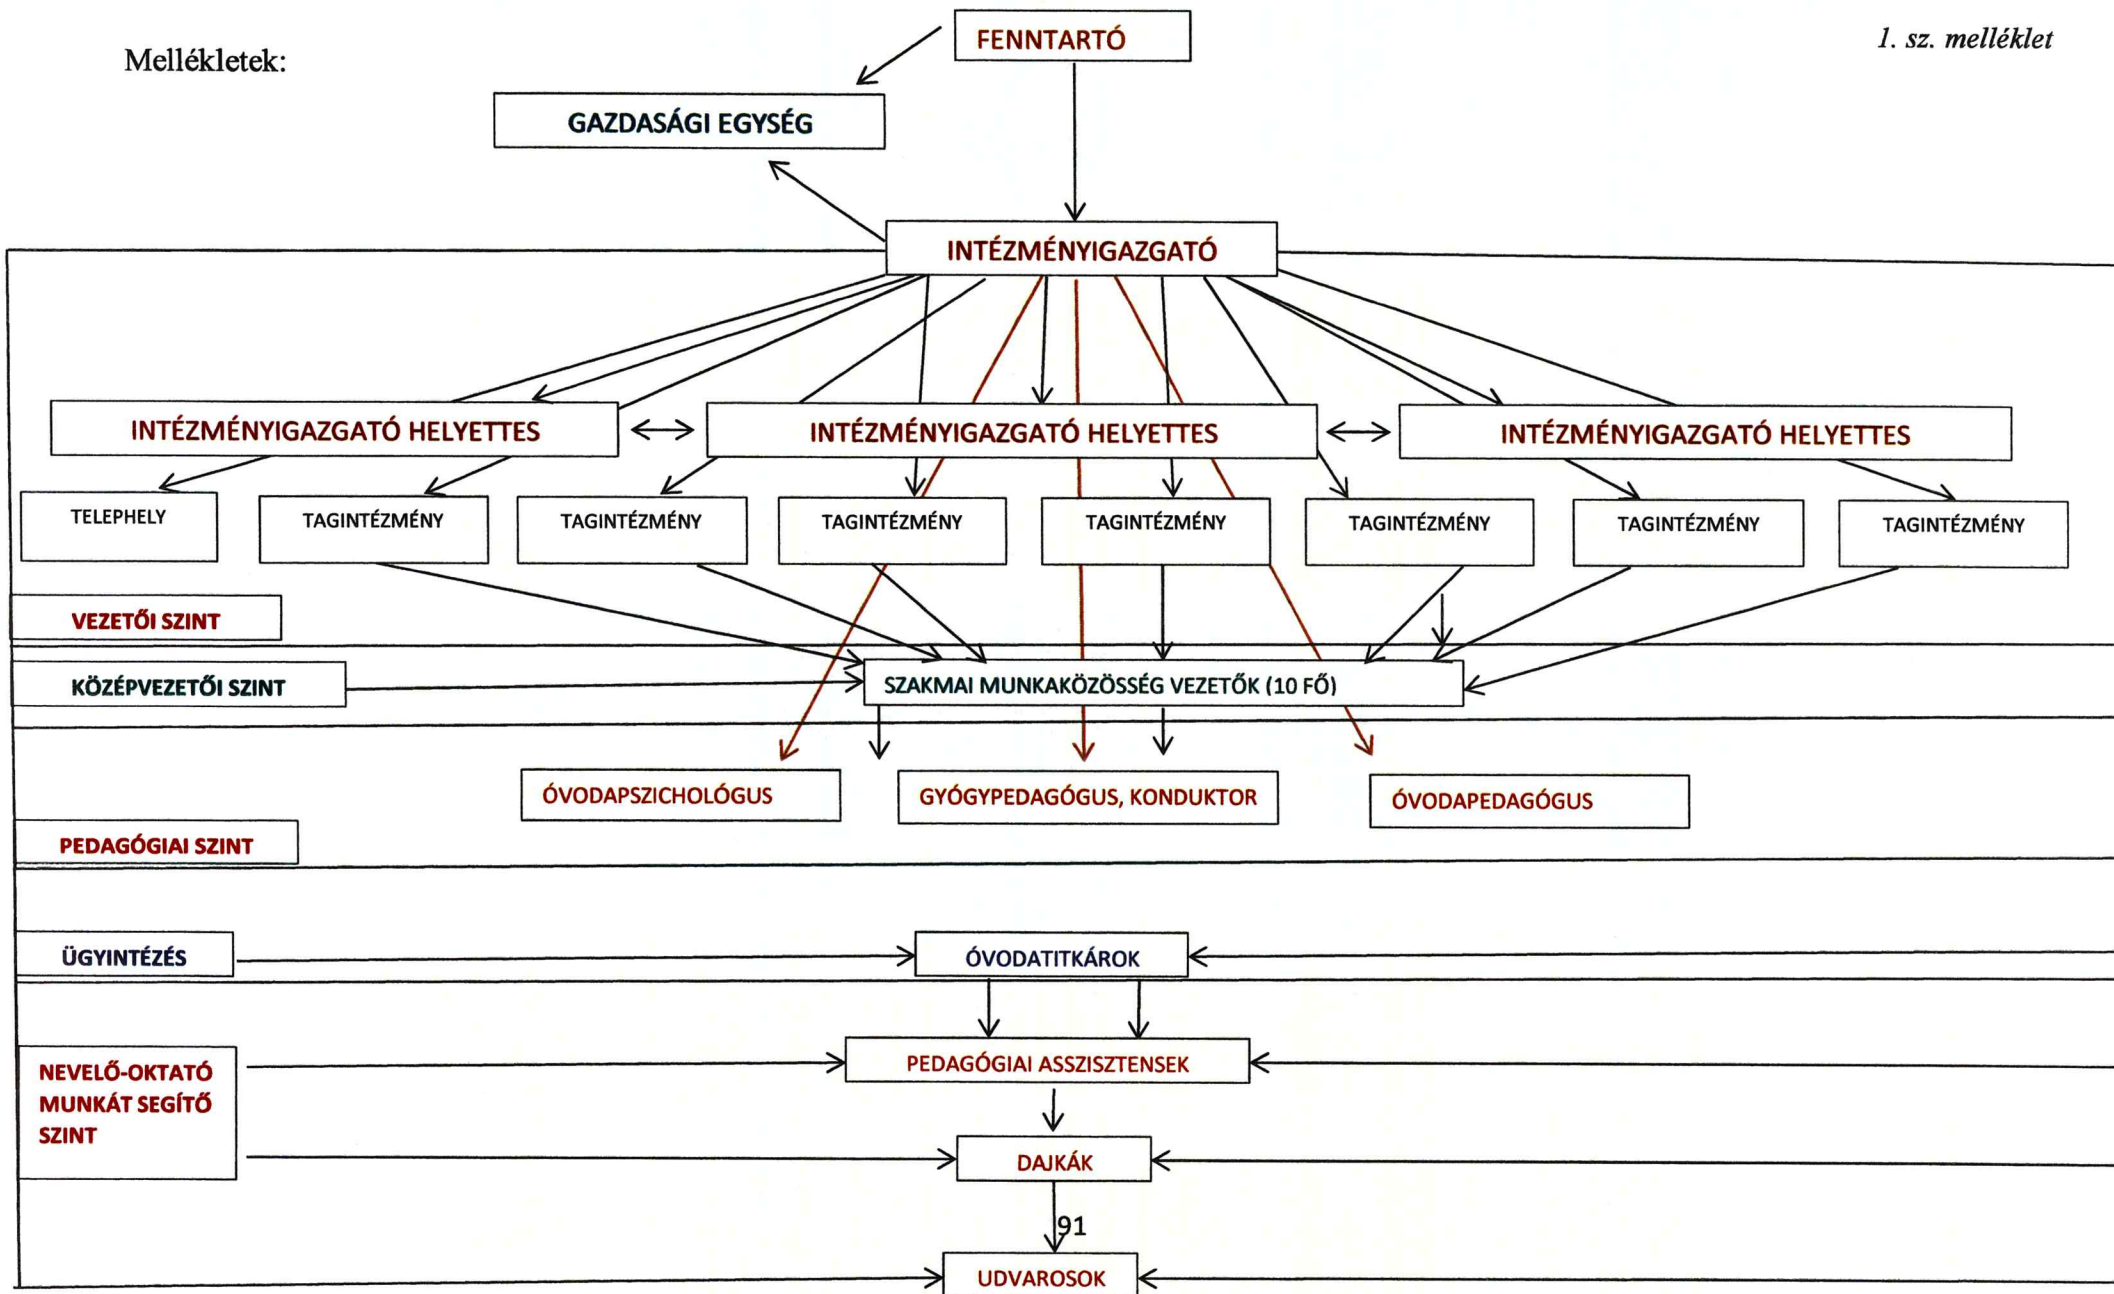 1. sz. melléklet
Mellékletek:
FENNTARTÓ
GAZDASÁGI EGYSÉG
INTÉZMÉNYIGAZGATÓ
INTÉZMÉNYIGAZGATÓ HELYETTES
INTÉZMÉNYIGAZGATÓ HELYETTES
INTÉZMÉNYIGAZGATÓ HELYETTES
TELEPHELY
TAGINTÉZMÉNY
TAGINTÉZMÉNY
TAGINTÉZMÉNY
TAGINTÉZMÉNY
TAGINTÉZMÉNY
TAGINTÉZMÉNY
TAGINTÉZMÉNY
VEZETŐI SZINT
KÖZÉPVEZETŐI SZINT
SZAKMAI MUNKAKÖZÖSSÉG VEZETŐK (10 FŐ)
ÓVODAPSZICHOLÓGUS
GYÓGYPEDAGÓGUS, KONDUKTOR
ÓVODAPEDAGÓGUS
PEDAGÓGIAI SZINT
ÜGYINTÉZÉS
ÓVODATITKÁROK
PEDAGÓGIAI ASSZISZTENSEK
NEVELŐ-OKTATÓ
MUNKÁT SEGÍTŐ
SZINT
DAJKÁK
91
UDVAROSOK